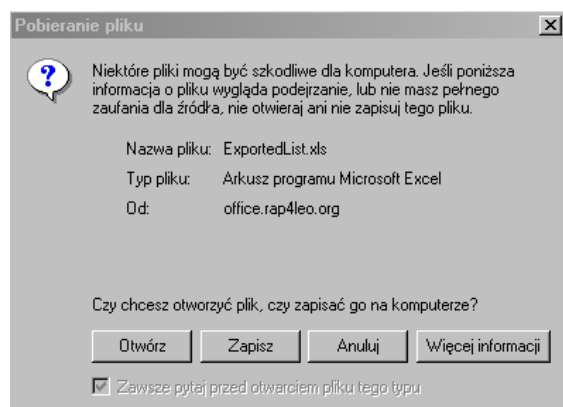 Pobieranie pliku
Niektóre pliki mogą być szkodliwe dla komputera. Jeśli poniższa
informacja o pliku wygląda podejrzanie, lub nie masz pełnego
zaufania dla źródła, nie otwieraj ani nie zapisuj tego pliku.
Nazwa pliku: ExportedList.xls
Typ pliku: Arkusz programu Microsoft Excel
Od: office.rap4leo.org
Czy chcesz otworzyć plik, czy zapisać go na komputerze?
Otwórz Zapisz Anuluj Więcej informacji
Zawsze pytaj przed otwarciem pliku tego typu